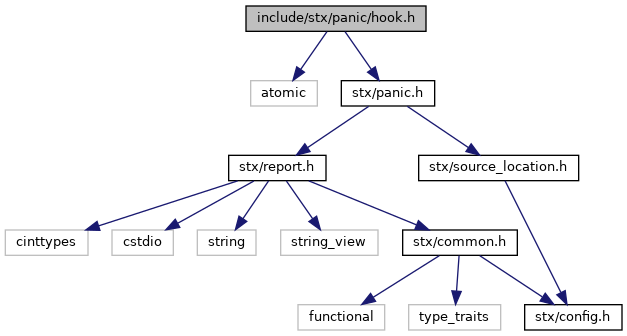 include/stx/panic/hook.h
atomic
stx/panic.h
stx/report.h
stx/source_location.h
cinttypes
cstdio
string
string_view
stx/common.h
functional
type_traits
stx/config.h